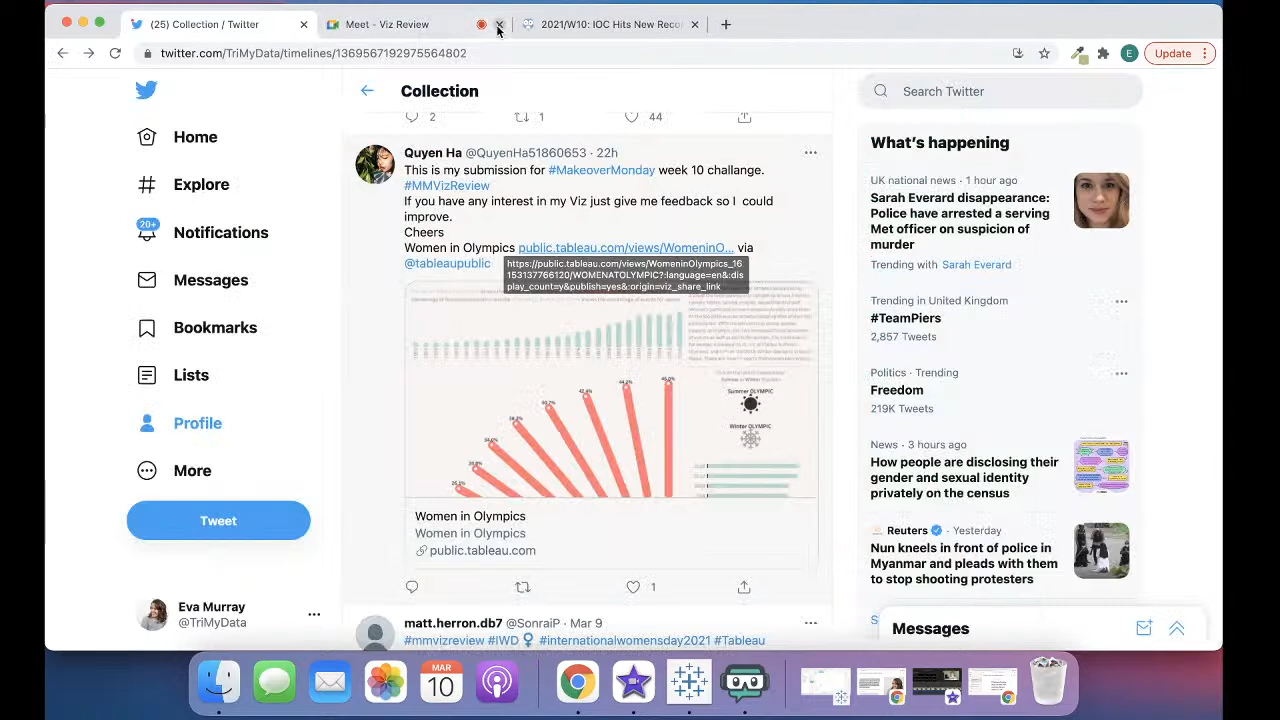 (25) Collection / Twitter
Meet - Viz Review
2021/W10: IOC Hits New Recor
twitter.com/TriMyData/timelines/1369567192975564802
E
Update
Collection
Search Twitter
2
1
44
Home
Explore
20+
Notifications
Messages
Bookmarks
Lists
Profile
More
Tweet
Eva Murray
@TriMyData
Quyen Ha @QuyenHa51860653 · 22h
This is my submission for #MakeoverMonday week 10 challange.
#MMVizReview
If you have any interest in my Viz just give me feedback so I could
improve.
Cheers
Women in Olympics public.tableau.com/views/WomeninO... via
@tableaupublic
https://public.tableau.com/views/WomeninOlympics_16
153137766120/WOMENATOLYMPIC?:language=en&:dis
play_count=y&publish=yes&:origin=viz_share_link
Summer OLYMPIC
Winter OLYMPIC
Women in Olympics
Women in Olympics
public.tableau.com
1
matt.herron.db7 @SonraiP · Mar 9
#mmvizreview #IWD #internationalwomensday2021 #Tableau
What's happening
UK national news · 1 hour ago
Sarah Everard disappearance:
Police have arrested a serving
Met officer on suspicion of
murder
Trending with Sarah Everard
Trending in United Kingdom
#TeamPiers
2,857 Tweets
Politics · Trending
Freedom
219K Tweets
News · 3 hours ago
How people are disclosing their
gender and sexual identity
privately on the census
Reuters · Yesterday
Nun kneels in front of police in
Myanmar and pleads with them
to stop shooting protesters
S
Messages
MAR
10